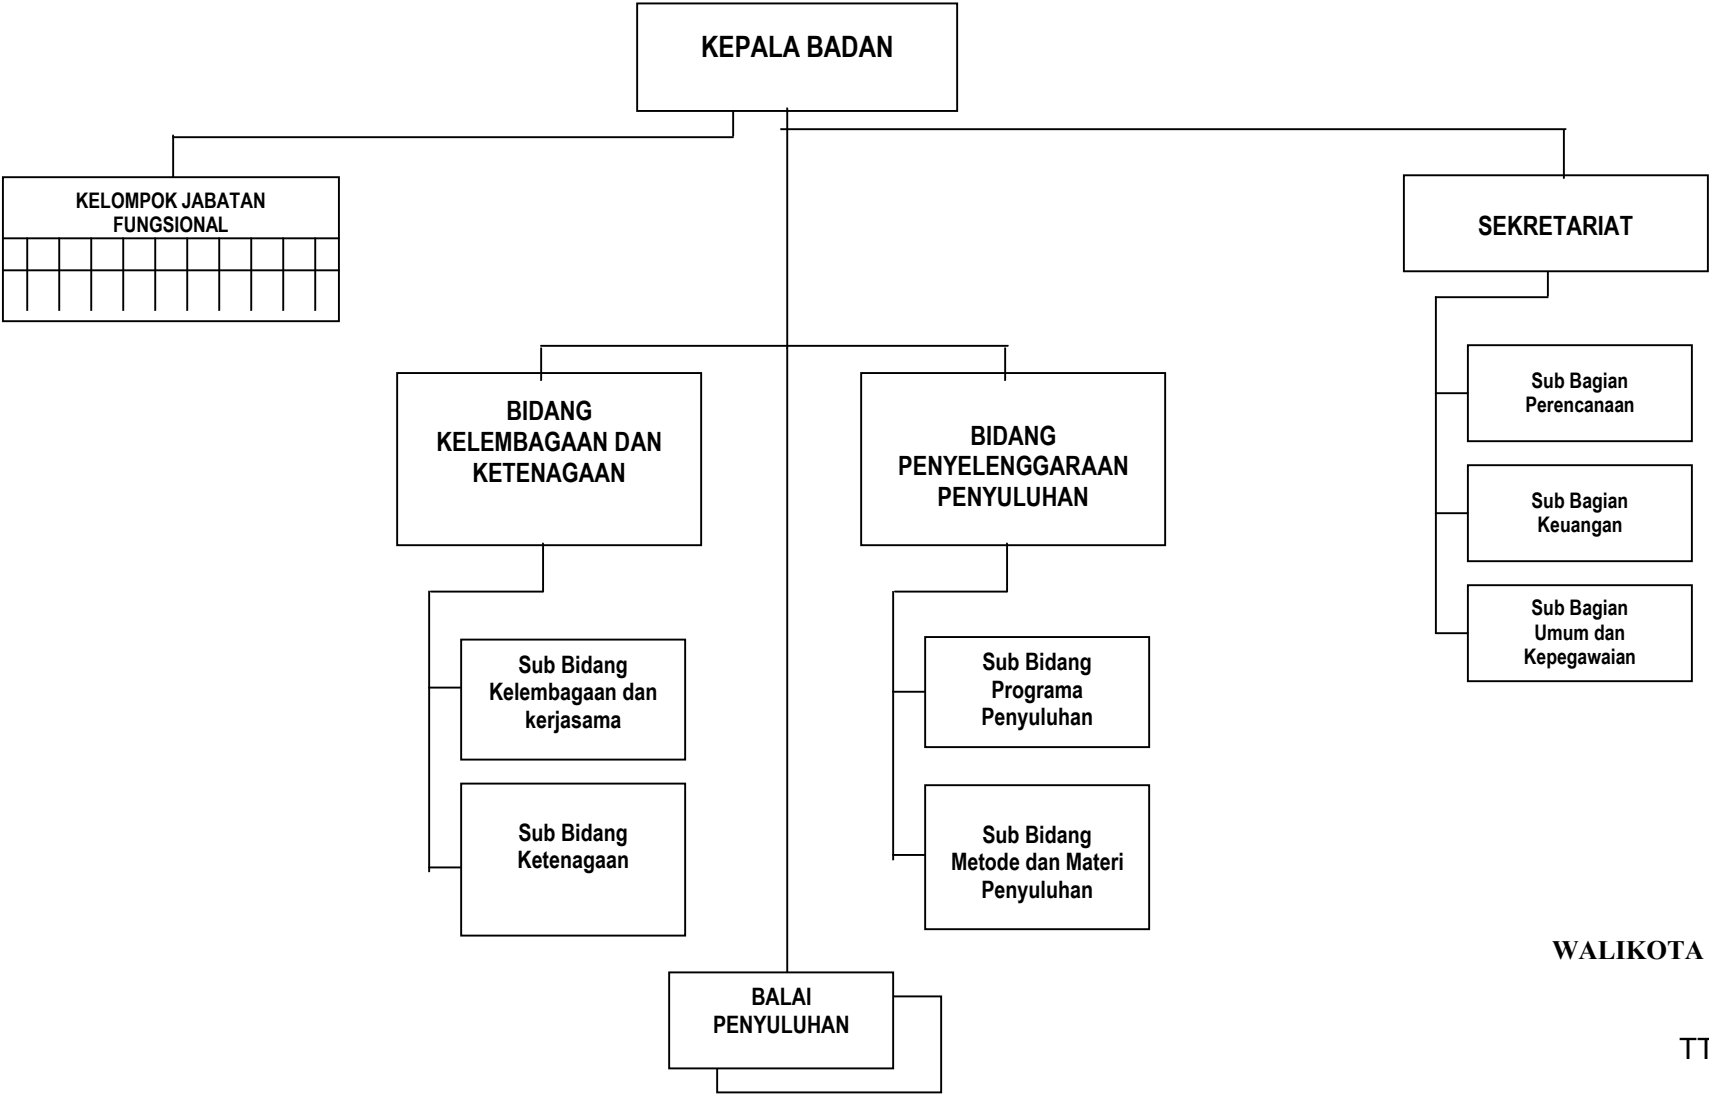 KEPALA BADAN
KELOMPOK JABATAN
FUNGSIONAL
SEKRETARIAT
BIDANG
KELEMBAGAAN DAN
KETENAGAAN
BIDANG
PENYELENGGARAAN
PENYULUHAN
Sub Bagian
Perencanaan
Sub Bagian
Keuangan
Sub Bagian
Umum dan
Kepegawaian
Sub Bidang
Kelembagaan dan
kerjasama
Sub Bidang
Programa
Penyuluhan
Sub Bidang
Ketenagaan
Sub Bidang
Metode dan Materi
Penyuluhan
BALAI
PENYULUHAN
WALIKOTA